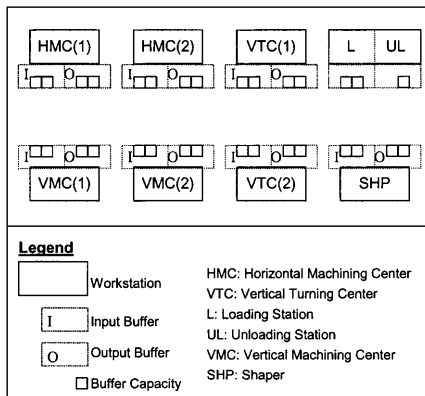 HMC(1) HMC(2) VTC(1) L UL
I O I O I O
I O I O I O I O
VMC(1) VMC(2) VTC(2) SHP
Legend
Workstation
I Input Buffer
O Output Buffer
Buffer Capacity
HMC: Horizontal Machining Center
VTC: Vertical Turning Center
L: Loading Station
UL: Unloading Station
VMC: Vertical Machining Center
SHP: Shaper